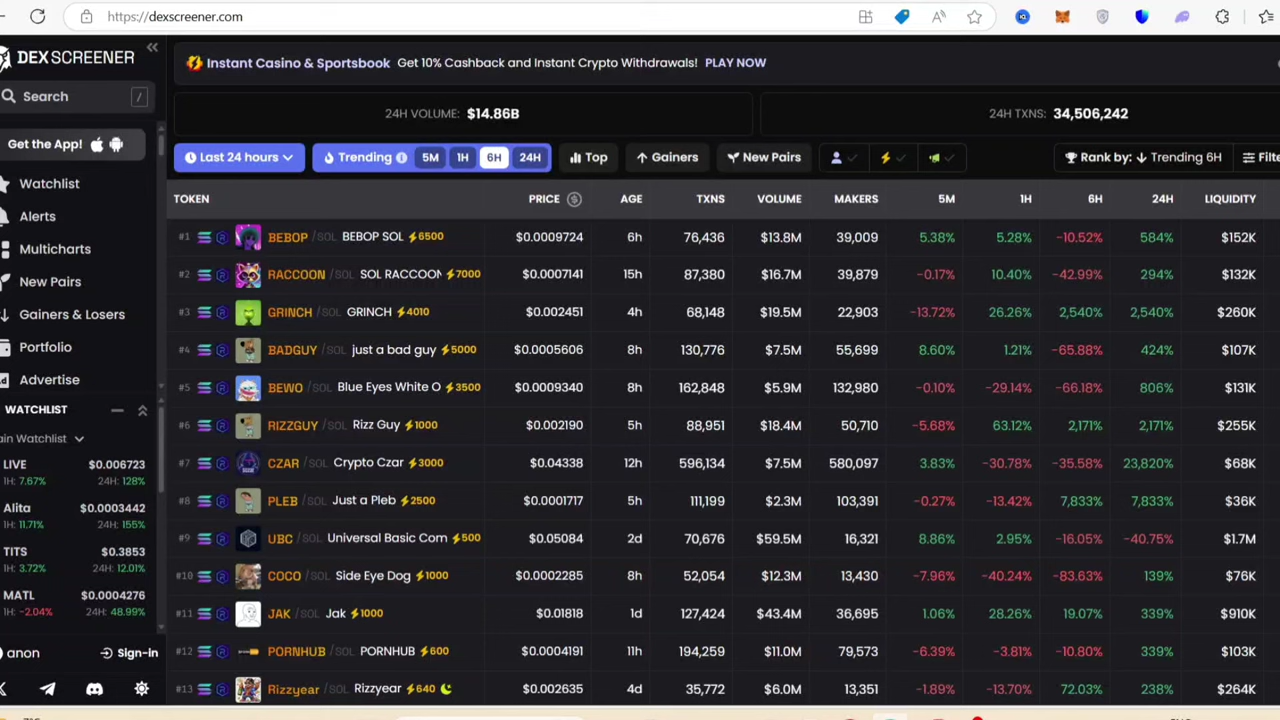 https://dexscreener.com
DEX SCREENER
Search /
Get the App!
Watchlist
Alerts
Multicharts
New Pairs
Gainers & Losers
Portfolio
Advertise
WATCHLIST
ain Watchlist
LIVE $0.006723
1H: 7.67% 24H: 128%
Alita $0.0003442
1H: 11.71% 24H: 155%
TITS $0.3853
1H: 3.72% 24H: 12.01%
MATL $0.0004276
1H: -2.04% 24H: 48.99%
anon Sign-in
Instant Casino & Sportsbook Get 10% Cashback and Instant Crypto Withdrawals! PLAY NOW
24H VOLUME: $14.86B 24H TXNS: 34,506,242
Last 24 hours Trending 5M 1H 6H 24H Top Gainers New Pairs Rank by: Trending 6H Filte
TOKEN PRICE AGE TXNS VOLUME MAKERS 5M 1H 6H 24H LIQUIDITY
#1 BEBOP /SOL BEBOP SOL 6500 $0.0009724 6h 76,436 $13.8M 39,009 5.38% 5.28% -10.52% 584% $152K
#2 RACCOON /SOL SOL RACCOON 7000 $0.0007141 15h 87,380 $16.7M 39,879 -0.17% 10.40% -42.99% 294% $132K
#3 GRINCH /SOL GRINCH 4010 $0.002451 4h 68,148 $19.5M 22,903 -13.72% 26.26% 2,540% 2,540% $260K
#4 BADGUY /SOL just a bad guy 5000 $0.0005606 8h 130,776 $7.5M 55,699 8.60% 1.21% -65.88% 424% $107K
#5 BEWO /SOL Blue Eyes White O 3500 $0.0009340 8h 162,848 $5.9M 132,980 -0.10% -29.14% -66.18% 806% $131K
#6 RIZZGUY /SOL Rizz Guy 1000 $0.002190 5h 88,951 $18.4M 50,710 -5.68% 63.12% 2,171% 2,171% $255K
#7 CZAR /SOL Crypto Czar 3000 $0.04338 12h 596,134 $7.5M 580,097 3.83% -30.78% -35.58% 23,820% $68K
#8 PLEB /SOL Just a Pleb 2500 $0.0001717 5h 111,199 $2.3M 103,391 -0.27% -13.42% 7,833% 7,833% $36K
#9 UBC /SOL Universal Basic Com 500 $0.05084 2d 70,676 $59.5M 16,321 8.86% 2.95% -16.05% -40.75% $1.7M
#10 COCO /SOL Side Eye Dog 1000 $0.0002285 8h 52,054 $12.3M 13,430 -7.96% -40.24% -83.63% 139% $76K
#11 JAK /SOL Jak 1000 $0.01818 1d 127,424 $43.4M 36,695 1.06% 28.26% 19.07% 339% $910K
#12 PORNHUB /SOL PORNHUB 600 $0.0004191 11h 194,259 $11.0M 79,573 -6.39% -3.81% -10.80% 339% $103K
#13 Rizzyear /SOL Rizzyear 640 $0.002635 4d 35,772 $6.0M 13,351 -1.89% -13.70% 72.03% 238% $264K